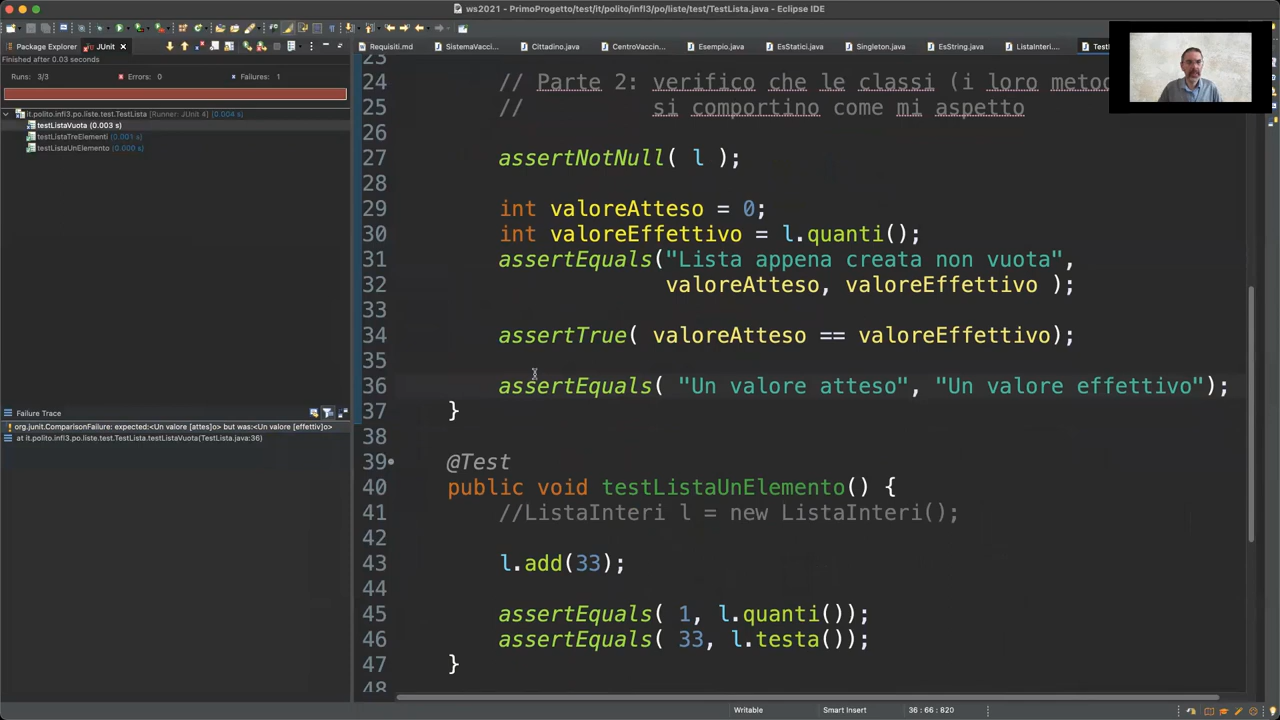 ws2021 - PrimoProgetto/test/it/polito/infl3/po/liste/test/TestLista.java - Eclipse IDE
Package Explorer
JUnit
Requisiti.md
SistemaVacci...
Cittadino.java
CentroVaccin...
Esempio.java
EsStatici.java
Singleton.java
EsString.java
ListaInteri....
Finished after 0.03 seconds
Runs: 3/3
Errors: 0
Failures: 1
it.polito.infl3.po.liste.test.TestLista [Runner: JUnit 4] (0.004 s)
testListaVuota (0.003 s)
testListaTreElementi (0.001 s)
testListaUnElemento (0.000 s)
Failure Trace
org.junit.ComparisonFailure: expected:<Un valore [attes]o> but was:<Un valore [effettiv]o>
at it.polito.infl3.po.liste.test.TestLista.testListaVuota(TestLista.java:36)
23
24 // Parte 2: verifico che le classi (i loro
25 // si comportino come mi aspetto
26
27 assertNotNull( l );
28
29 int valoreAtteso = 0;
30 int valoreEffettivo = l.quanti();
31 assertEquals("Lista appena creata non vuota",
32 valoreAtteso, valoreEffettivo );
33
34 assertTrue( valoreAtteso == valoreEffettivo);
35
36 assertEquals( "Un valore atteso", "Un valore effettivo");
37 }
38
39 @Test
40 public void testListaUnElemento() {
41 //ListaInteri l = new ListaInteri();
42
43 l.add(33);
44
45 assertEquals( 1, l.quanti());
46 assertEquals( 33, l.testa());
47 }
48
Writable
Smart Insert
36 : 66 : 820